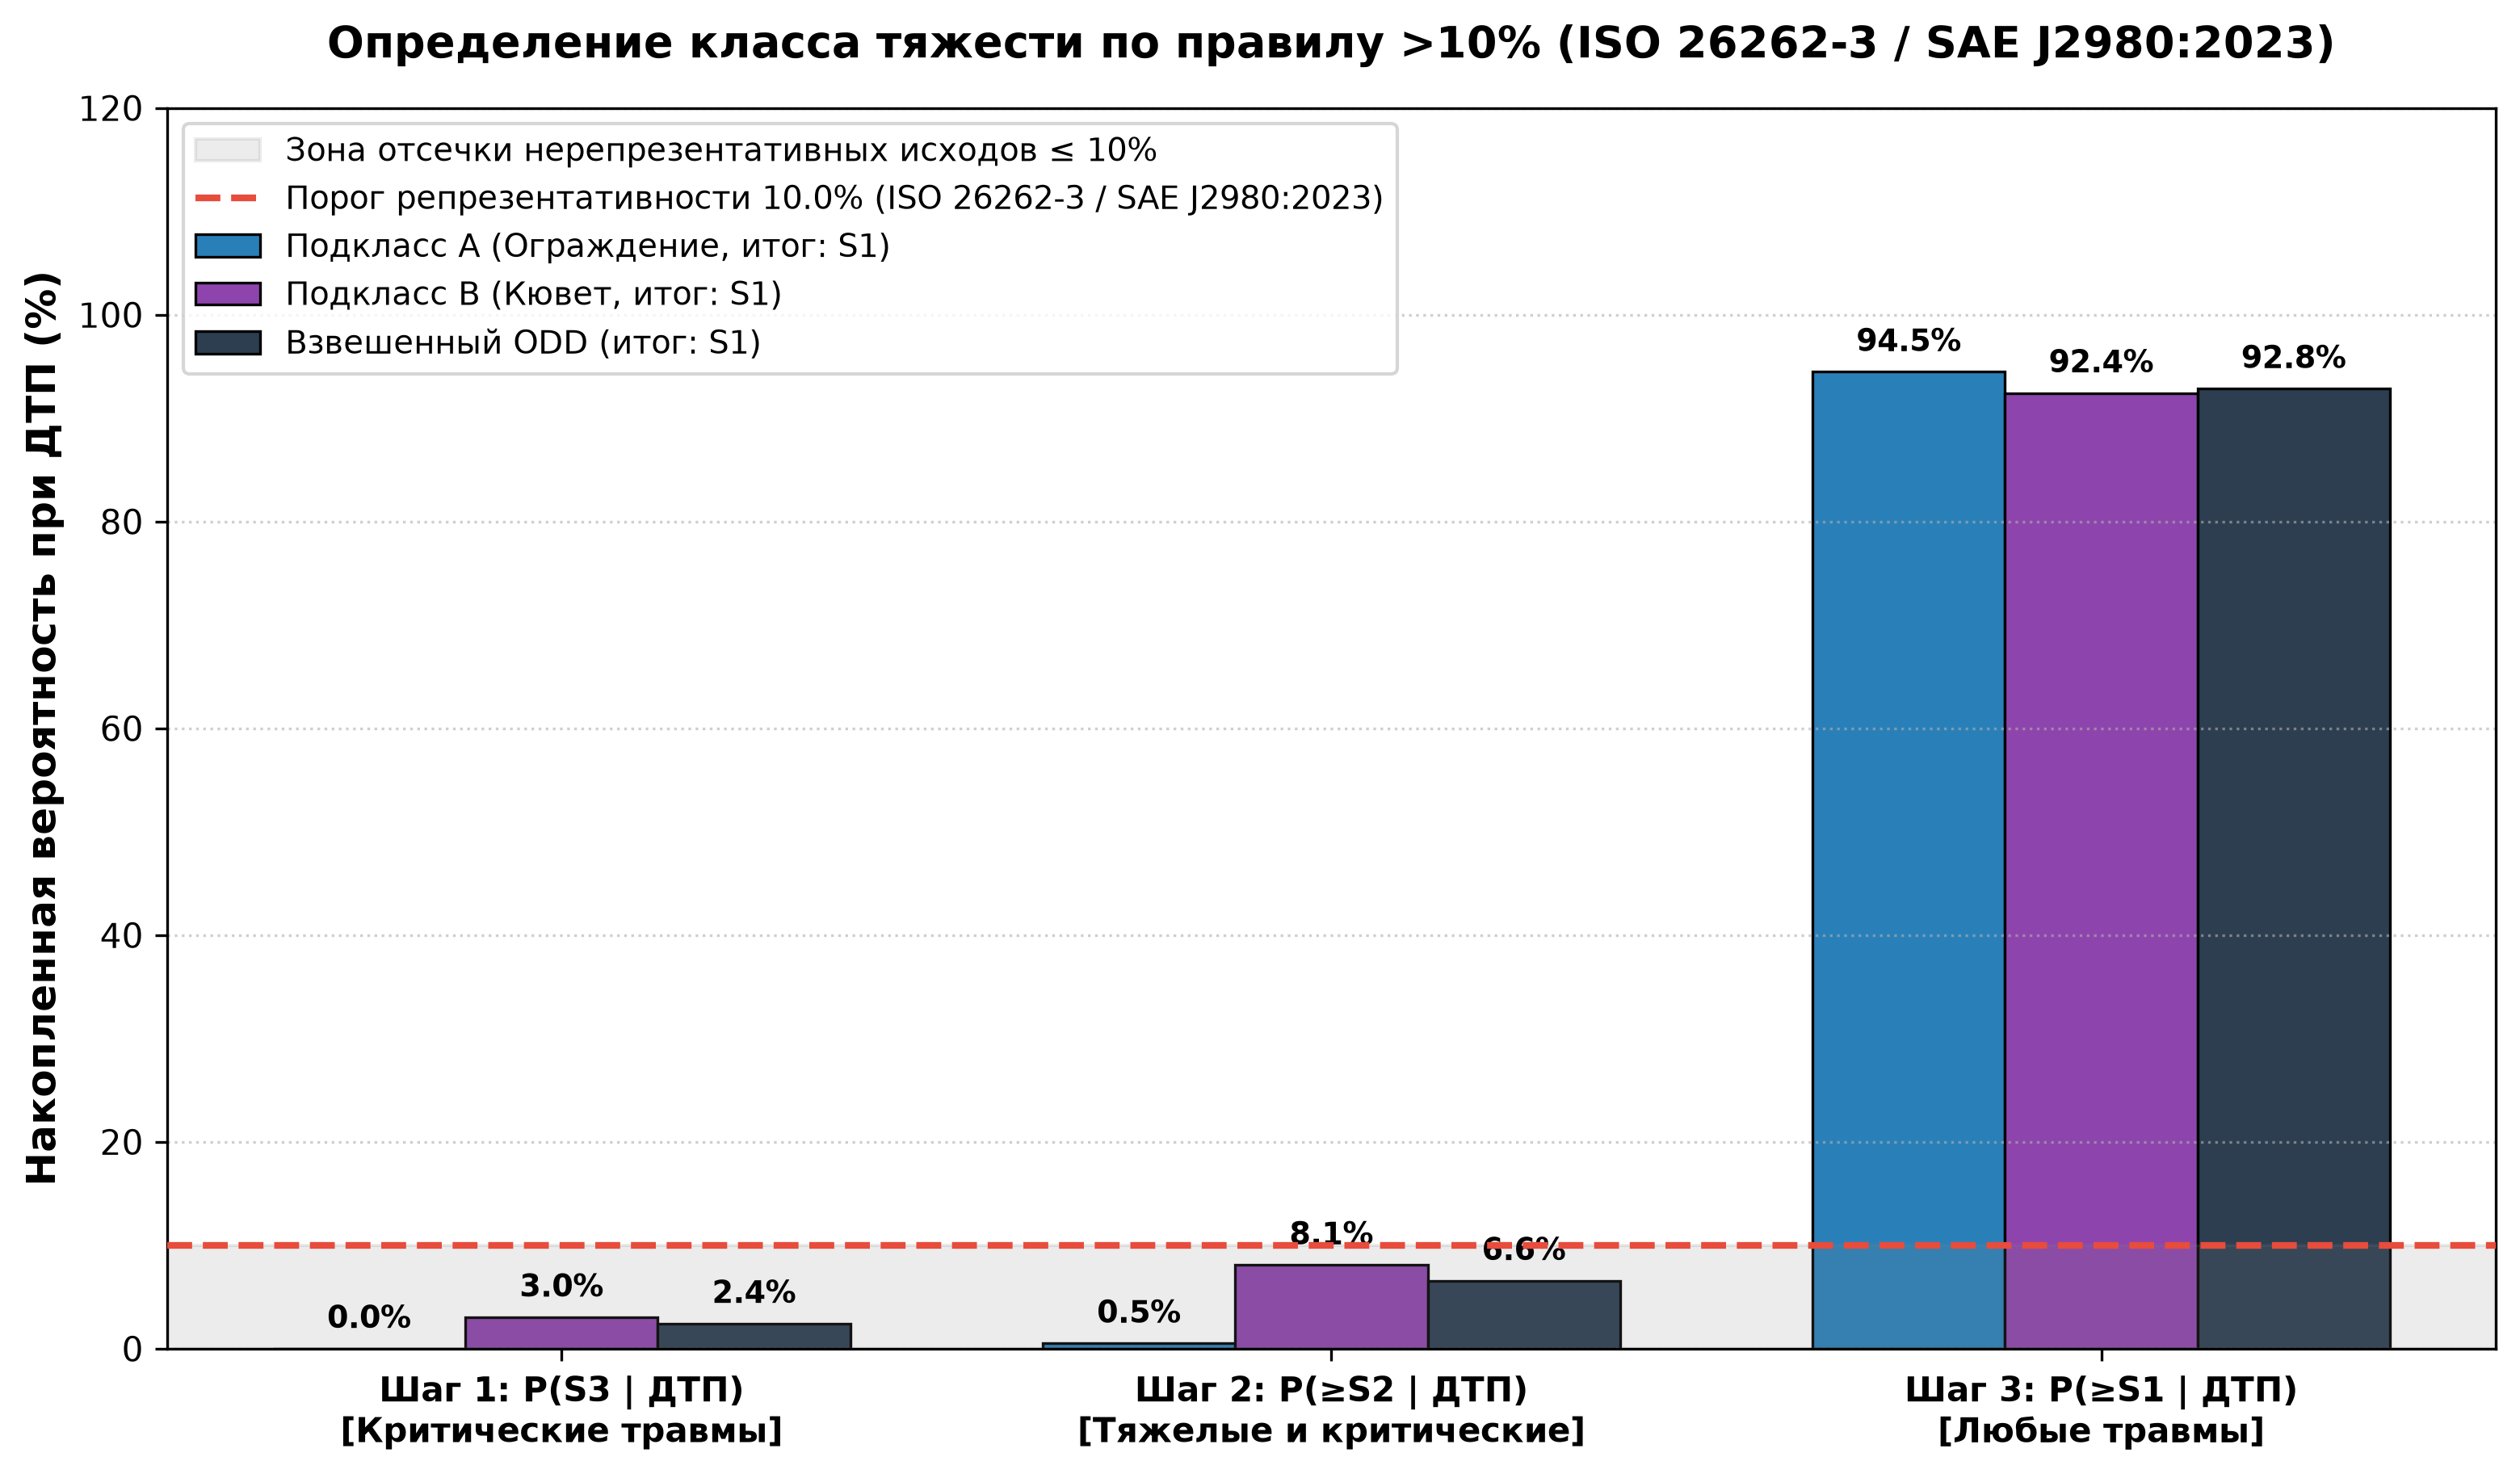 Определение класса тяжести по правилу >10% (ISO 26262-3 / SAE J2980:2023)
Накопленная вероятность при ДТП (%)
120
100
80
60
40
20
0
Зона отсечки нерепрезентативных исходов ≤ 10%
Порог репрезентативности 10.0% (ISO 26262-3 / SAE J2980:2023)
Подкласс A (Ограждение, итог: S1)
Подкласс B (Кювет, итог: S1)
Взвешенный ODD (итог: S1)
0.0%
3.0%
2.4%
0.5%
8.1%
6.6%
94.5%
92.4%
92.8%
Шаг 1: P(S3 | ДТП)
[Критические травмы]
Шаг 2: P(≥S2 | ДТП)
[Тяжелые и критические]
Шаг 3: P(≥S1 | ДТП)
[Любые травмы]